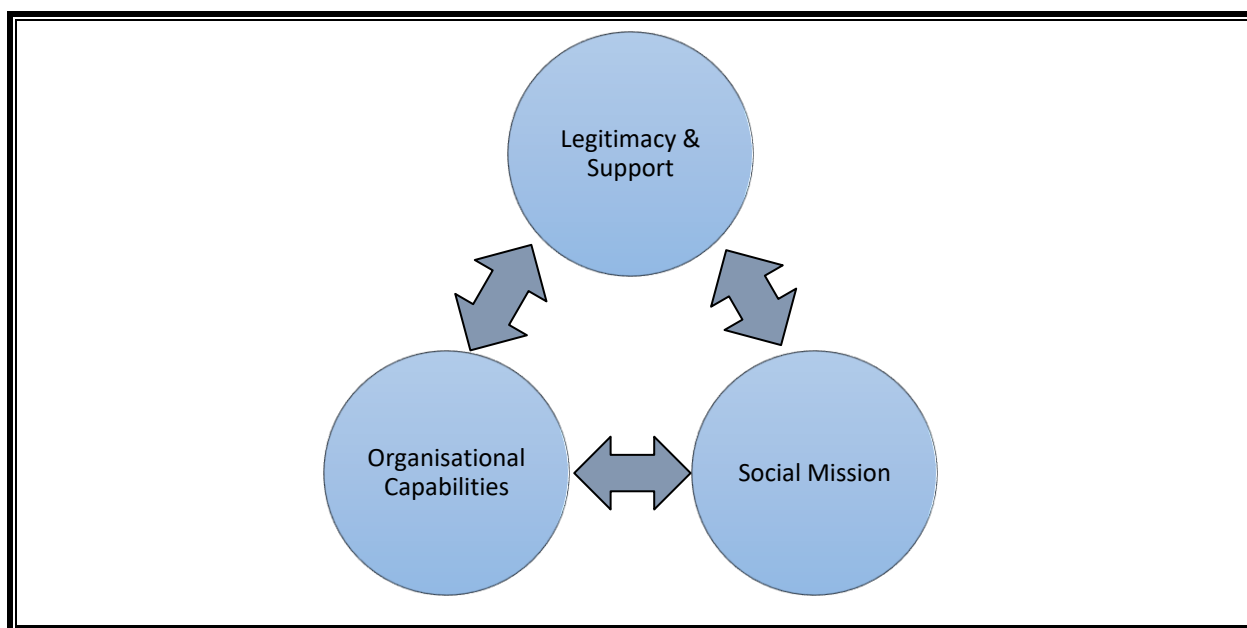 Legitimacy &
Support
Organisational
Capabilities
Social Mission